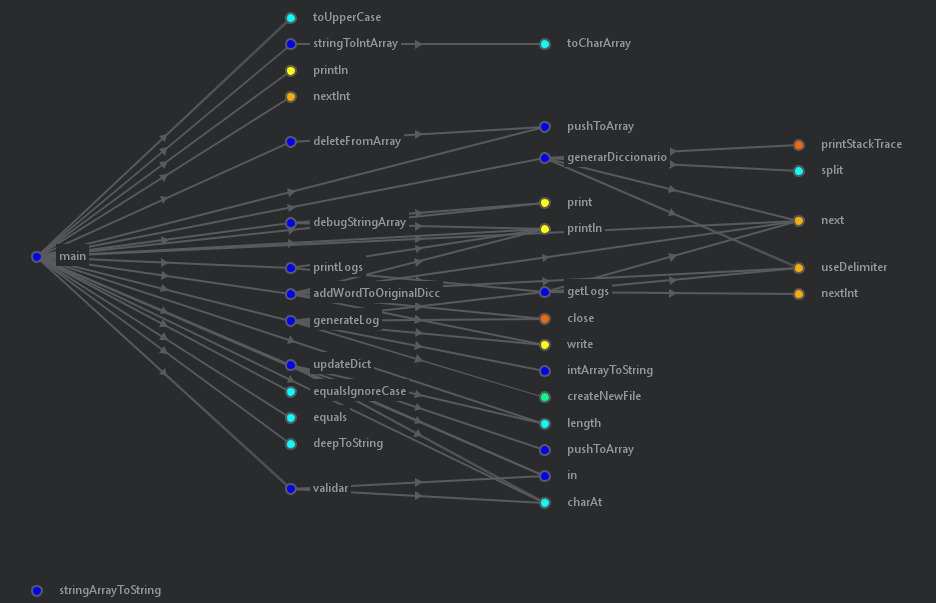 toUpperCase
stringToIntArray
println
nextInt
deleteFromArray
debugStringArray
main
printLogs
addWordToOriginalDicc
generateLog
updateDict
equalsIgnoreCase
equals
deepToString
validar
stringArrayToString
toCharArray
pushToArray
generarDiccionario
print
println
getLogs
close
write
intArrayToString
createNewFile
length
pushToArray
in
charAt
printStackTrace
split
next
useDelimiter
nextInt